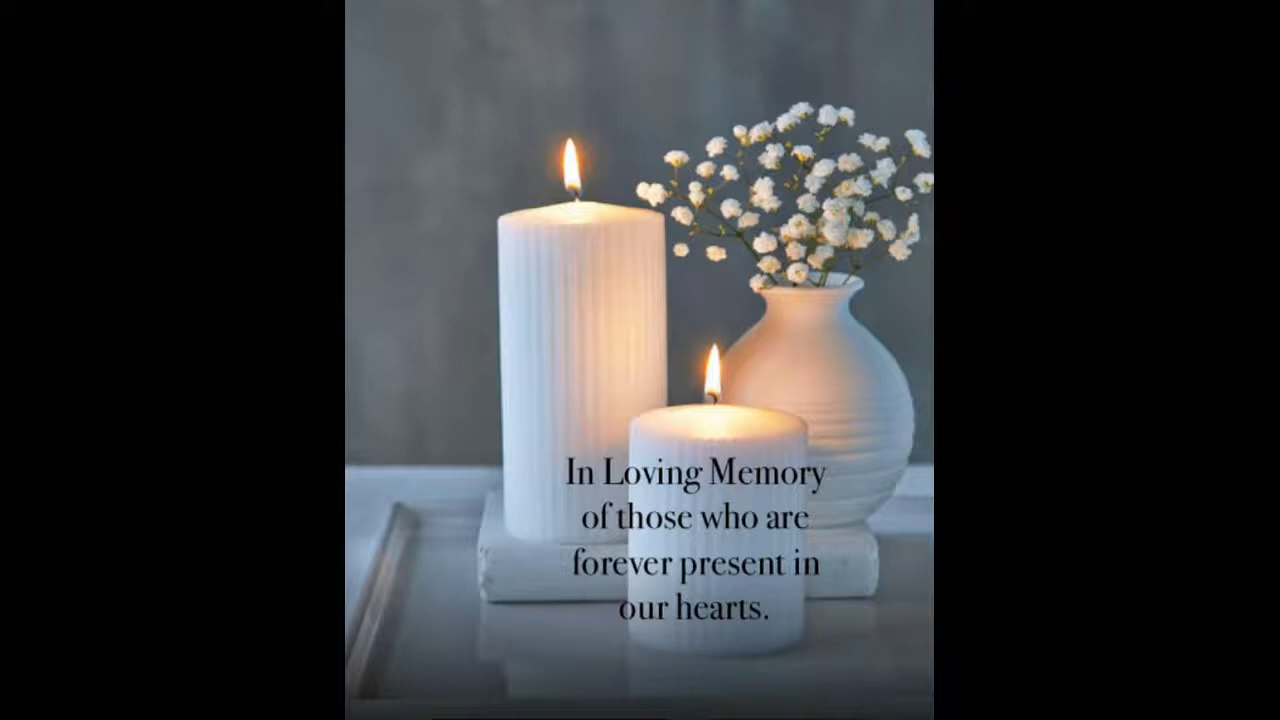 In Loving Memory
of those who are
forever present in
our hearts.